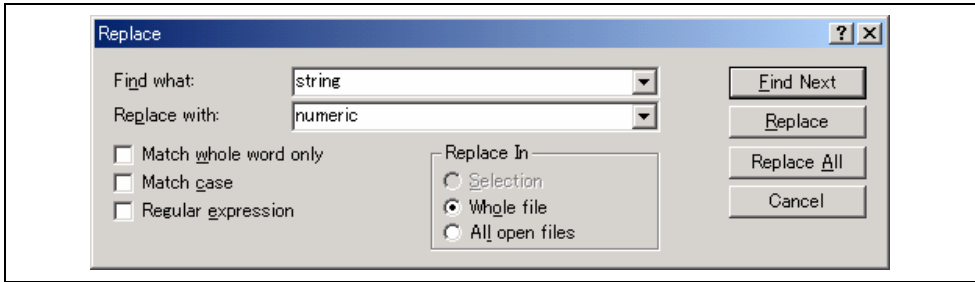 Replace
Find what: string Find Next
Replace with: numeric Replace
Match whole word only Replace In Replace All
Match case Selection
Regular expression Whole file Cancel
All open files